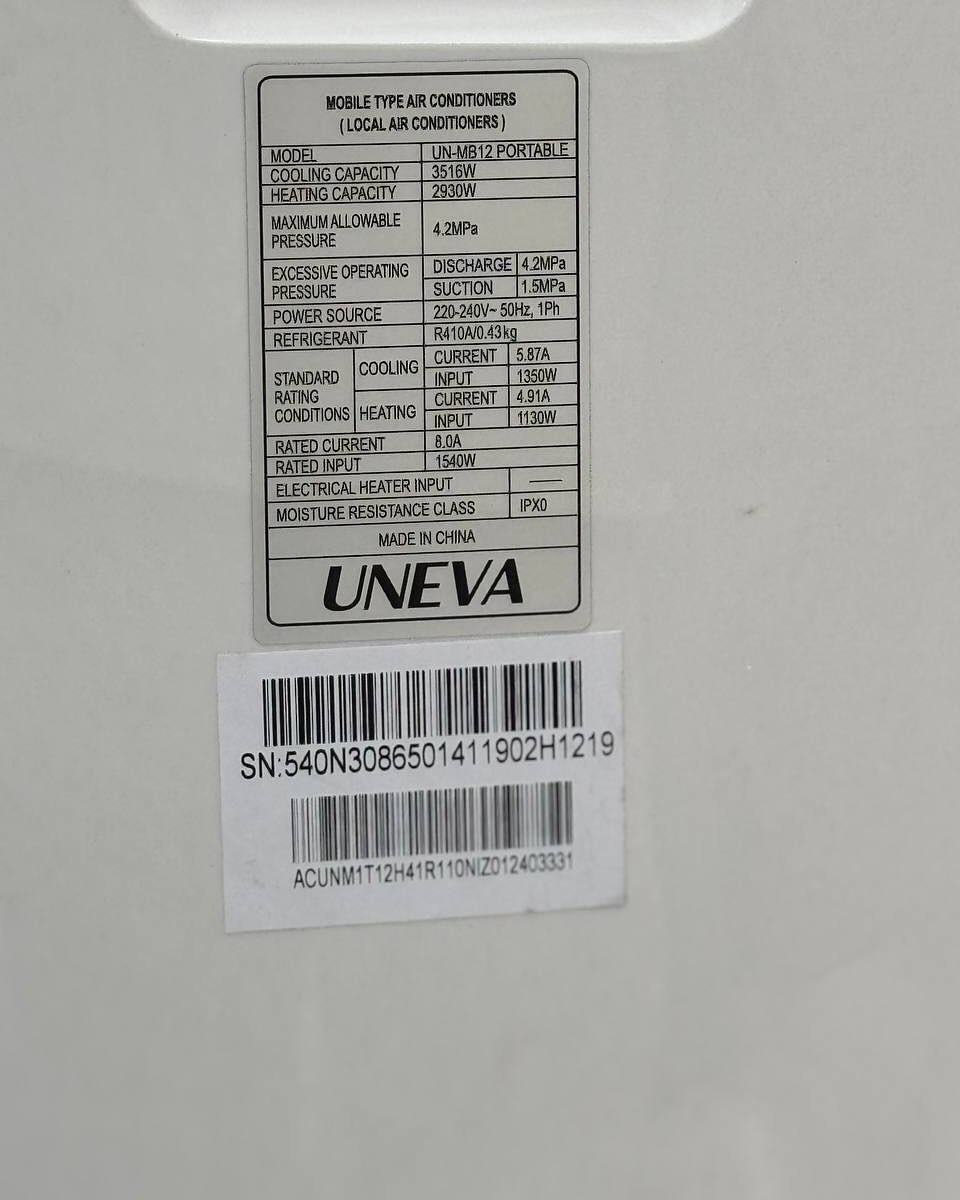 MOBILE TYPE AIR CONDITIONERS
( LOCAL AIR CONDITIONERS )
MODEL UN-MB12 PORTABLE
COOLING CAPACITY 3516W
HEATING CAPACITY 2930W
MAXIMUM ALLOWABLE
PRESSURE
4.2MPa
EXCESSIVE OPERATING
PRESSURE
DISCHARGE 4.2MPa
SUCTION 1.5MPa
POWER SOURCE 220-240V~ 50Hz, 1Ph
REFRIGERANT R410A/0.43kg
STANDARD
RATING
CONDITIONS
COOLING
CURRENT 5.87A
INPUT 1350W
HEATING
CURRENT 4.91A
INPUT 1130W
RATED CURRENT 8.0A
RATED INPUT 1540W
ELECTRICAL HEATER INPUT —
MOISTURE RESISTANCE CLASS IPX0
MADE IN CHINA
UNEVA
SN:540N3086501411902H1219
ACUNM1T12H41R110NIZ012403331